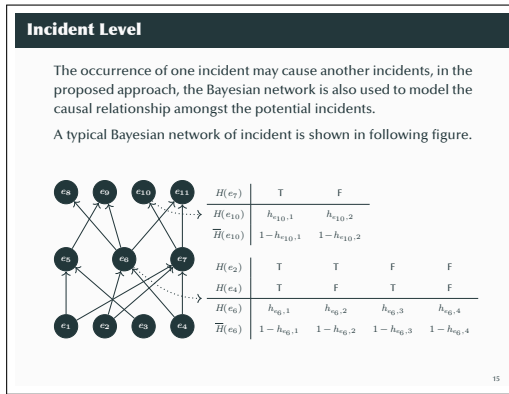 Incident Level
The occurrence of one incident may cause another incidents, in the
proposed approach, the Bayesian network is also used to model the
causal relationship amongst the potential incidents.
A typical Bayesian network of incident is shown in following figure.
e₈ e₉ e₁₀ e₁₁
e₅ e₆ e₇
e₁ e₂ e₃ e₄
H(e₇) T F
H(e₁₀) h_{e₁₀,1} h_{e₁₀,2}
H̅(e₁₀) 1−h_{e₁₀,1} 1−h_{e₁₀,2}
H(e₂) T T F F
H(e₄) T F T F
H(e₆) h_{e₆,1} h_{e₆,2} h_{e₆,3} h_{e₆,4}
H̅(e₆) 1−h_{e₆,1} 1−h_{e₆,2} 1−h_{e₆,3} 1−h_{e₆,4}
15